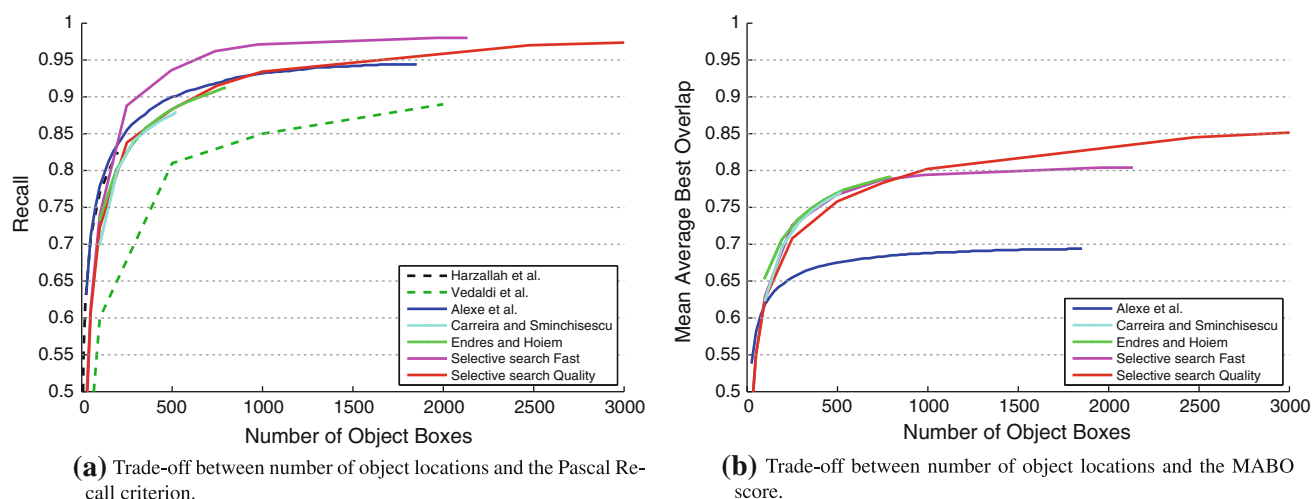 1
0.95
0.9
0.85
0.8
0.75
0.7
0.65
0.6
0.55
0.5
Recall
0 500 1000 1500 2000 2500 3000
Number of Object Boxes
Harzallah et al.
Vedaldi et al.
Alexe et al.
Carreira and Sminchisescu
Endres and Hoiem
Selective search Fast
Selective search Quality
(a) Trade-off between number of object locations and the Pascal Re-
call criterion.
1
0.95
0.9
0.85
0.8
0.75
0.7
0.65
0.6
0.55
0.5
Mean Average Best Overlap
0 500 1000 1500 2000 2500 3000
Number of Object Boxes
Alexe et al.
Carreira and Sminchisescu
Endres and Hoiem
Selective search Fast
Selective search Quality
(b) Trade-off between number of object locations and the MABO
score.